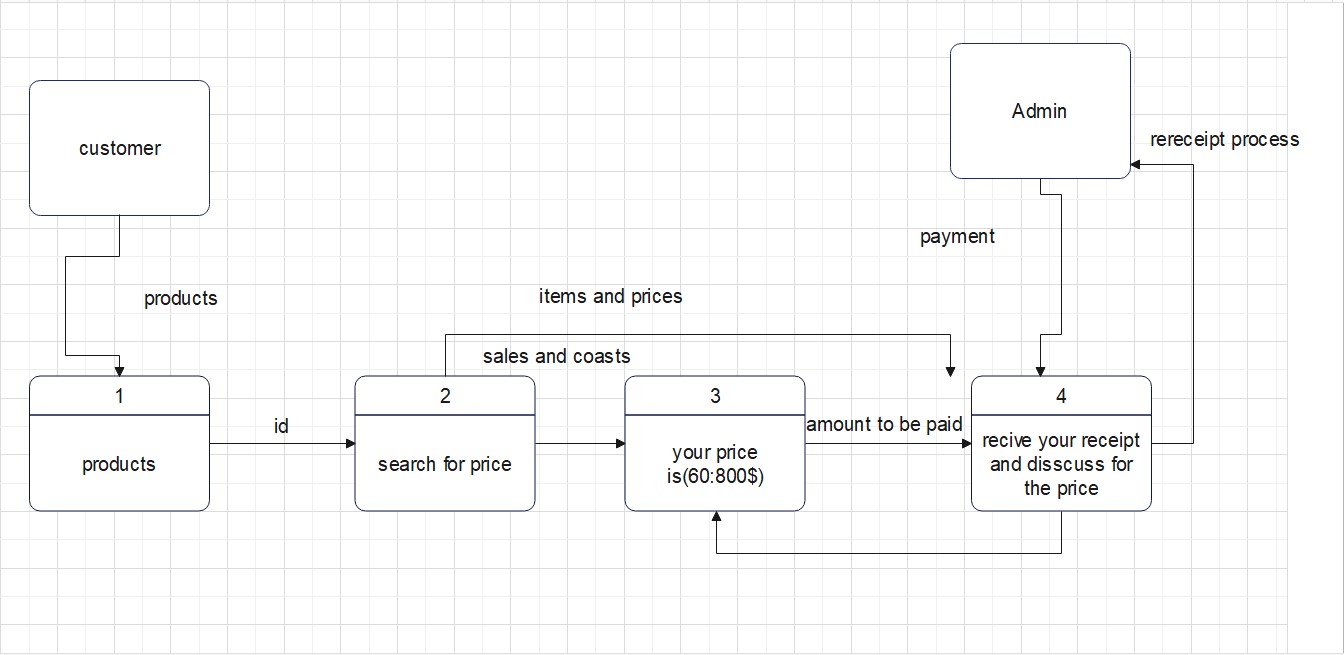 Admin
rereceipt process
customer
payment
products
items and prices
sales and coasts
1
2
3
4
id
amount to be paid
products
search for price
your price
is(60:800$)
recive your receipt
and disscuss for
the price